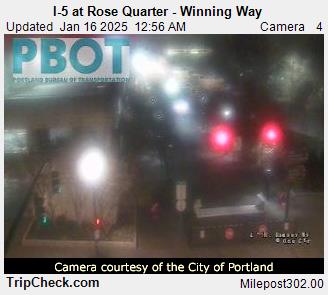 I-5 at Rose Quarter - Winning Way
Updated Jan 16 2025 12:56 AM Camera 4
PBOT
PORTLAND BUREAU OF TRANSPORTATION
Camera courtesy of the City of Portland
TripCheck.com Milepost302.00